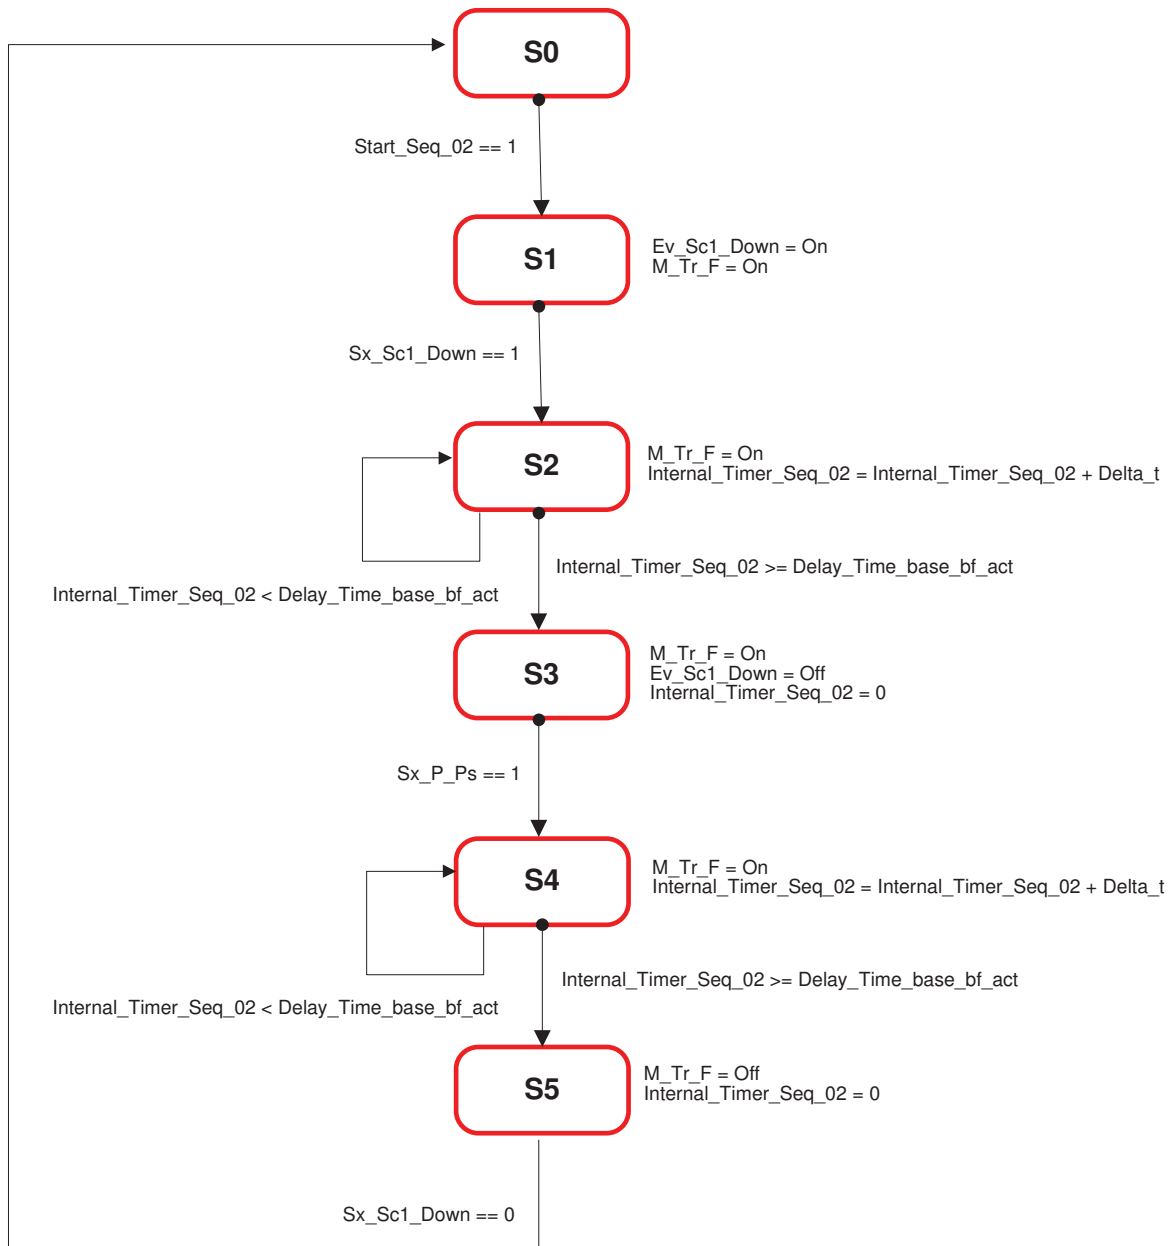 S0
Start_Seq_02 == 1
S1
Ev_Sc1_Down = On
M_Tr_F = On
Sx_Sc1_Down == 1
S2
M_Tr_F = On
Internal_Timer_Seq_02 = Internal_Timer_Seq_02 + Delta_t
Internal_Timer_Seq_02 >= Delay_Time_base_bf_act
Internal_Timer_Seq_02 < Delay_Time_base_bf_act
S3
M_Tr_F = On
Ev_Sc1_Down = Off
Internal_Timer_Seq_02 = 0
Sx_P_Ps == 1
S4
M_Tr_F = On
Internal_Timer_Seq_02 = Internal_Timer_Seq_02 + Delta_t
Internal_Timer_Seq_02 >= Delay_Time_base_bf_act
Internal_Timer_Seq_02 < Delay_Time_base_bf_act
S5
M_Tr_F = Off
Internal_Timer_Seq_02 = 0
Sx_Sc1_Down == 0